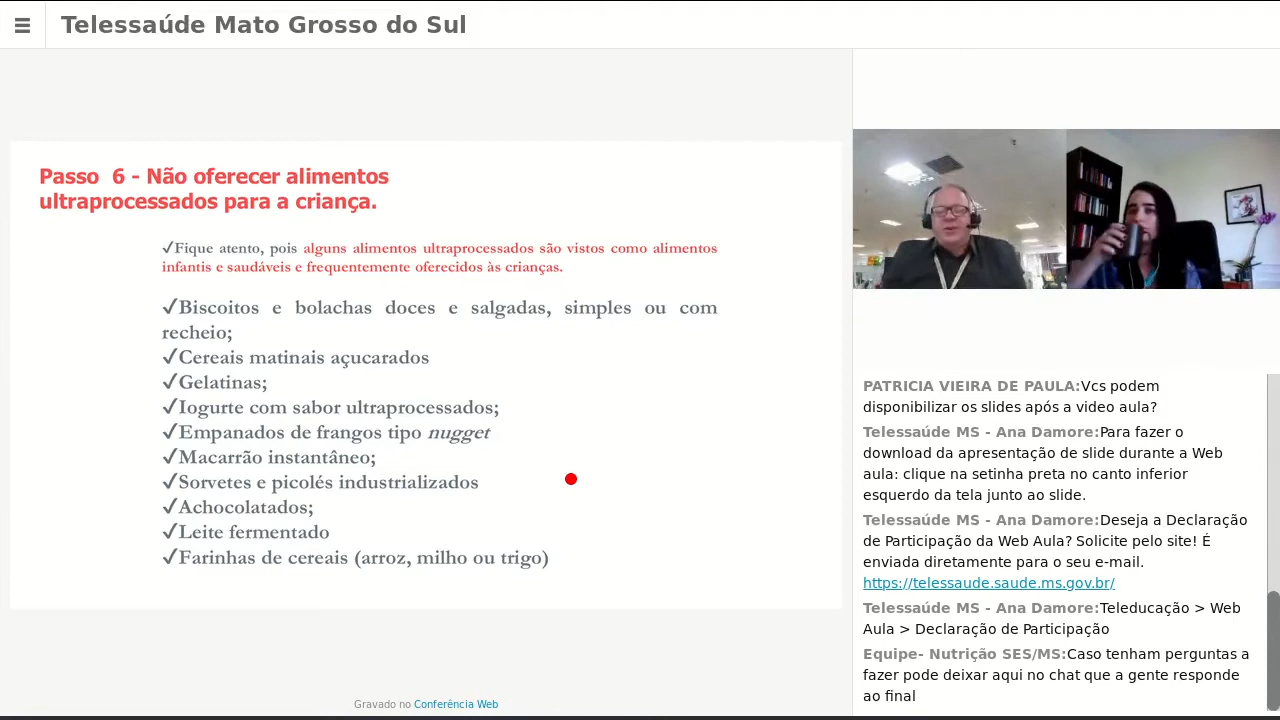 Telessaúde Mato Grosso do Sul
Passo 6 - Não oferecer alimentos
ultraprocessados para a criança.
✓Fique atento, pois alguns alimentos ultraprocessados são vistos como alimentos
infantis e saudáveis e frequentemente oferecidos às crianças.
✓Biscoitos e bolachas doces e salgadas, simples ou com
recheio;
✓Cereais matinais açucarados
✓Gelatinas;
✓Iogurte com sabor ultraprocessados;
✓Empanados de frangos tipo nugget
✓Macarrão instantâneo;
✓Sorvetes e picolés industrializados
✓Achocolatados;
✓Leite fermentado
✓Farinhas de cereais (arroz, milho ou trigo)
Gravado no Conferência Web
PATRICIA VIEIRA DE PAULA:Vcs podem
disponibilizar os slides após a video aula?
Telessaúde MS - Ana Damore:Para fazer o
download da apresentação de slide durante a Web
aula: clique na setinha preta no canto inferior
esquerdo da tela junto ao slide.
Telessaúde MS - Ana Damore:Deseja a Declaração
de Participação da Web Aula? Solicite pelo site! É
enviada diretamente para o seu e-mail.
https://telessaude.saude.ms.gov.br/
Telessaúde MS - Ana Damore:Teleducação > Web
Aula > Declaração de Participação
Equipe- Nutrição SES/MS:Caso tenham perguntas a
fazer pode deixar aqui no chat que a gente responde
ao final